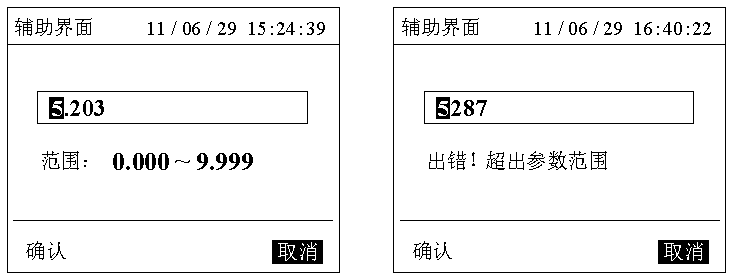 辅助界面 11/06/29 15:24:39
5.203
范围: 0.000~9.999
确认 取消
辅助界面 11/06/29 16:40:22
5287
出错!超出参数范围
确认 取消